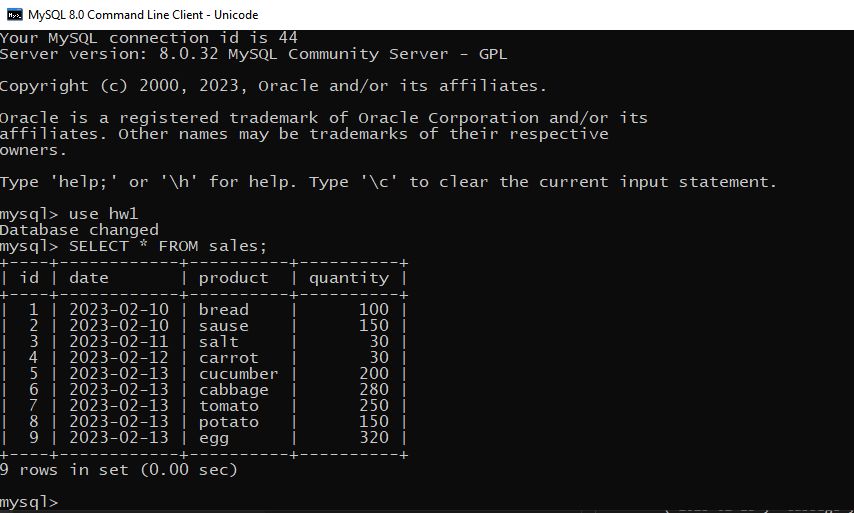 MySQL 8.0 Command Line Client - Unicode
Your MySQL connection id is 44
Server version: 8.0.32 MySQL Community Server - GPL
Copyright (c) 2000, 2023, Oracle and/or its affiliates.
Oracle is a registered trademark of Oracle Corporation and/or its
affiliates. Other names may be trademarks of their respective
owners.
Type 'help;' or '\h' for help. Type '\c' to clear the current input statement.
mysql> use hw1
Database changed
mysql> SELECT * FROM sales;
+----+------------+----------+----------+
| id | date       | product  | quantity |
+----+------------+----------+----------+
|  1 | 2023-02-10 | bread    |      100 |
|  2 | 2023-02-10 | sause    |      150 |
|  3 | 2023-02-11 | salt     |       30 |
|  4 | 2023-02-12 | carrot   |       30 |
|  5 | 2023-02-13 | cucumber |      200 |
|  6 | 2023-02-13 | cabbage  |      280 |
|  7 | 2023-02-13 | tomato   |      250 |
|  8 | 2023-02-13 | potato   |      150 |
|  9 | 2023-02-13 | egg      |      320 |
+----+------------+----------+----------+
9 rows in set (0.00 sec)
mysql>